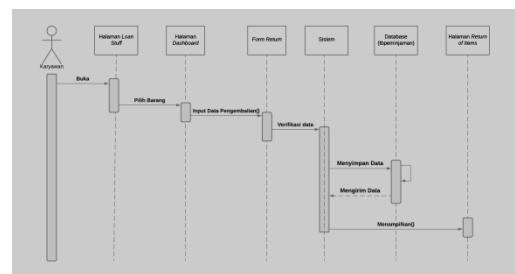 Halaman Loan
Stuff
Halaman
Dashboard
Form Return
Sistem
Database
(tbpeminjaman)
Halaman Return
of Items
Karyawan
Buka
Pilih Barang
Input Data Pengembalian()
Verifikasi data
Menyimpan Data
Mengirim Data
Menampilkan()